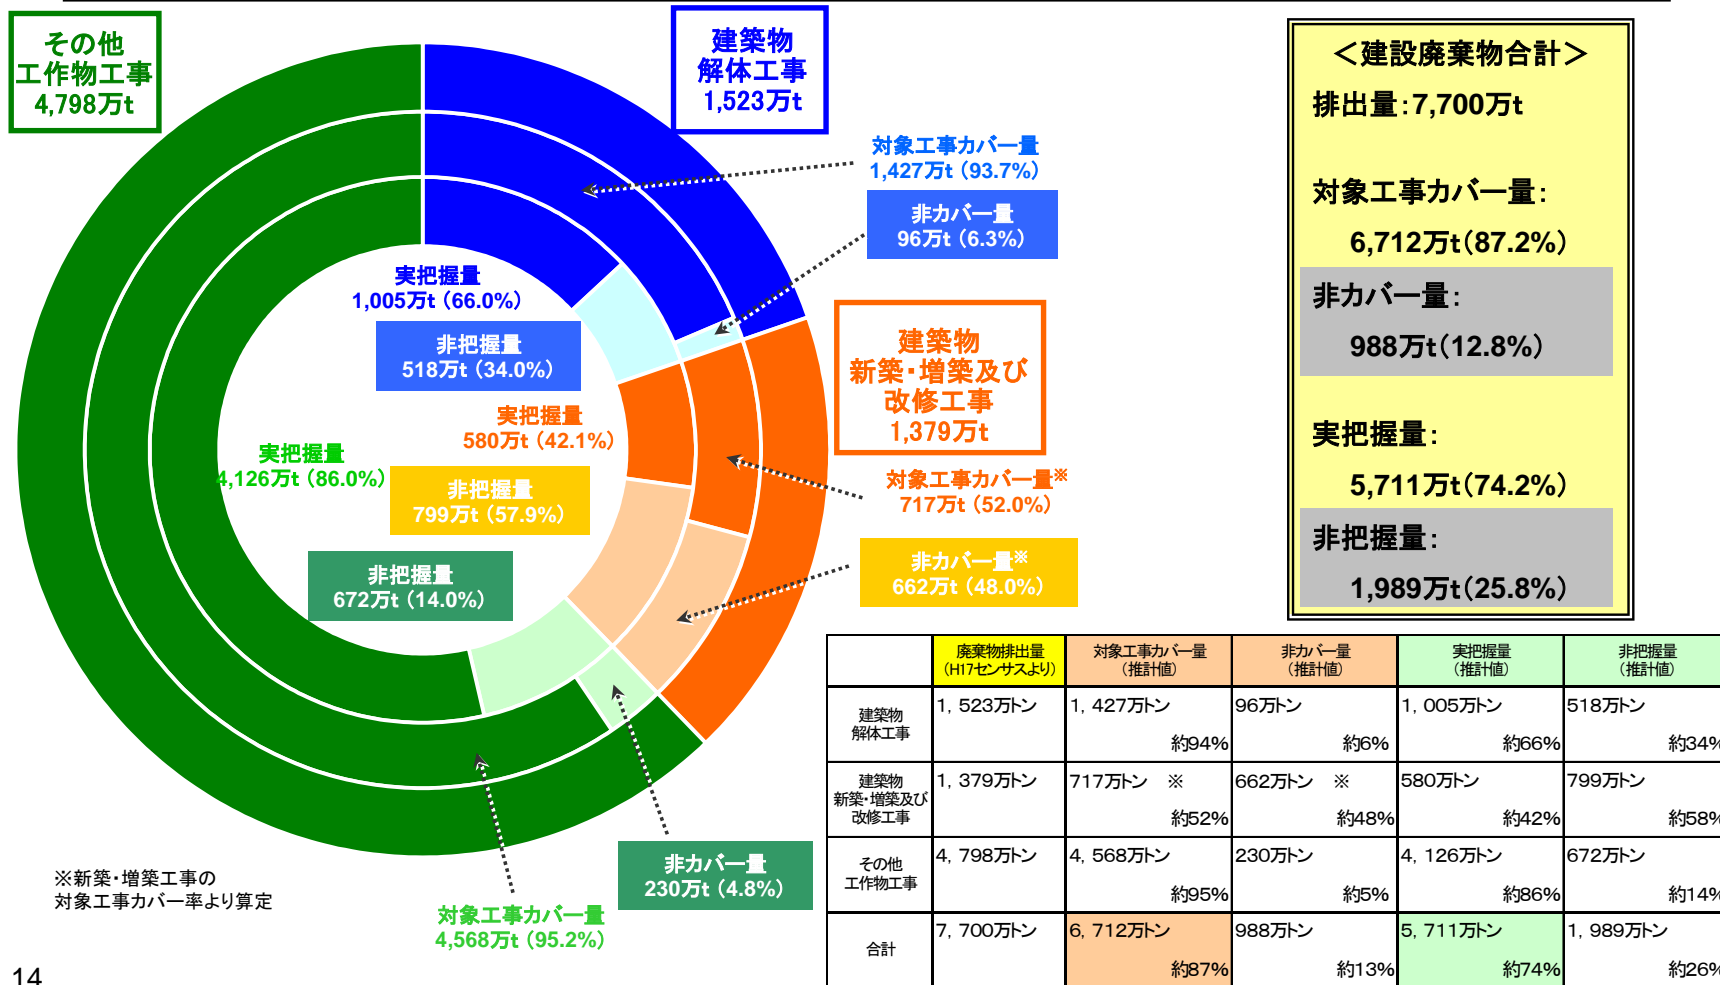 その他
工作物工事
4,798万t
建築物
解体工事
1,523万t
対象工事カバー量
1,427万t (93.7%)
非カバー量
96万t (6.3%)
実把握量
1,005万t (66.0%)
非把握量
518万t (34.0%)
建築物
新築・増築及び
改修工事
1,379万t
実把握量
580万t (42.1%)
実把握量
4,126万t (86.0%)
非把握量
799万t (57.9%)
対象工事カバー量※
717万t (52.0%)
非カバー量※
662万t (48.0%)
非把握量
672万t (14.0%)
非カバー量
230万t (4.8%)
対象工事カバー量
4,568万t (95.2%)
※新築・増築工事の
対象工事カバー率より算定
14
＜建設廃棄物合計＞
排出量：7,700万t
対象工事カバー量：
6,712万t(87.2%)
非カバー量：
988万t(12.8%)
実把握量：
5,711万t(74.2%)
非把握量：
1,989万t(25.8%)
廃棄物排出量 対象工事カバー量 非カバー量 実把握量 非把握量
（H17センサスより） （推計値） （推計値） （推計値） （推計値）
建築物
解体工事
1，523万トン 1，427万トン 96万トン 1，005万トン 518万トン
約94% 約6% 約66% 約34%
建築物
新築・増築及び
改修工事
1，379万トン 717万トン ※ 662万トン ※ 580万トン 799万トン
約52% 約48% 約42% 約58%
その他
工作物工事
4，798万トン 4，568万トン 230万トン 4，126万トン 672万トン
約95% 約5% 約86% 約14%
合計
7，700万トン 6，712万トン 988万トン 5，711万トン 1，989万トン
約87% 約13% 約74% 約26%